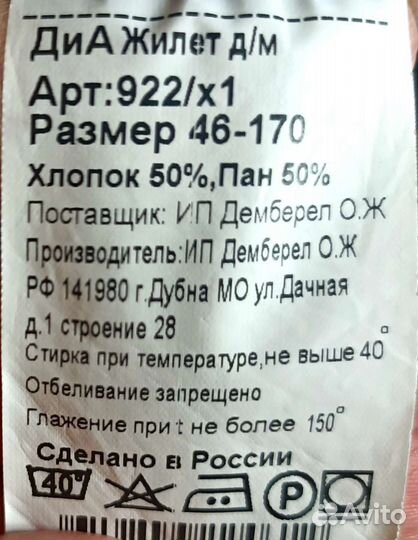 ДиА Жилет д/м
Арт:922/х1
Размер 46-170
Хлопок 50%,Пан 50%
Поставщик: ИП Демберел О.Ж
Производитель:ИП Демберел О.Ж
РФ 141980 г.Дубна МО ул.Дачная
д.1 строение 28
Стирка при температуре,не выше 40°
Отбеливание запрещено
Глажение при t не более 150°
Сделано в России
40° P
Avito